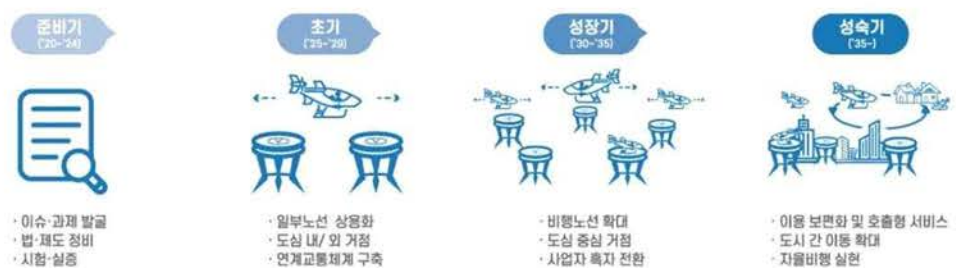 준비기
('20~'24)
초기
('25~'29)
성장기
('30~'35)
성숙기
('35~)
· 이슈·과제 발굴
· 법·제도 정비
· 시험·실증
· 일부노선 상용화
· 도심 내/ 외 거점
· 연계교통체계 구축
· 비행노선 확대
· 도심 중심 거점
· 사업자 흑자 전환
· 이용 보편화 및 호출형 서비스
· 도시 간 이동 확대
· 자율비행 실현